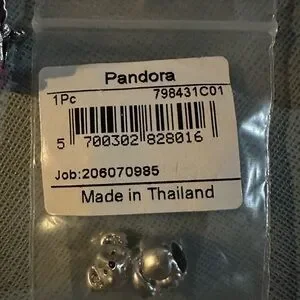 Pandora
1Pc 798431C01
5 700302 828016
Job:206070985
Made in Thailand